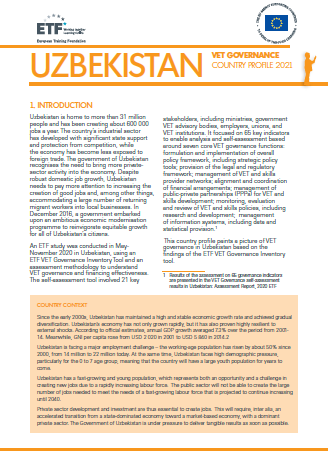 ETF
Working together
Learning for life
European Training Foundation
UZBEKISTAN
VET GOVERNANCE
COUNTRY PROFILE 2021
1. INTRODUCTION
Uzbekistan is home to more than 31 million
people and has been creating about 600 000
jobs a year. The country's industrial sector
has developed with significant state support
and protection from competition, while
the economy has become less exposed to
foreign trade. The government of Uzbekistan
recognises the need to bring more private-
sector activity into the economy. Despite
robust domestic job growth, Uzbekistan
needs to pay more attention to increasing the
creation of good jobs and, among other things,
accommodating a large number of returning
migrant workers into local businesses. In
December 2016, a government embarked
upon an ambitious economic modernisation
programme to reinvigorate equitable growth
for all of Uzbekistan's citizens.
An ETF study was conducted in May-
November 2020 in Uzbekistan, using an
ETF VET Governance Inventory Tool and an
assessment methodology to understand
VET governance and financing effectiveness.
The self-assessment tool involved 21 key
stakeholders, including ministries, government
VET advisory bodies, employers, unions, and
VET institutions. It focused on 65 key indicators
to enable analysis and self-assessment based
around seven core VET governance functions:
formulation and implementation of overall
policy framework, including strategic policy
tools; provision of the legal and regulatory
framework; management of VET and skills
provider networks; alignment and coordination
of financial arrangements; management of
public-private partnerships (PPPs) for VET and
skills development; monitoring, evaluation
and review of VET and skills policies, including
research and development; management
of information systems, including data and
statistical provision.1
This country profile paints a picture of VET
governance in Uzbekistan based on the
findings of the ETF VET Governance Inventory
tool.
1 Results of the assessment on 65 governance indicators
are presented in the VET Governance self-assessment
results in Uzbekistan: Assessment Report, 2020 ETF
COUNTRY CONTEXT
Since the early 2000s, Uzbekistan has maintained a high and stable economic growth rate and achieved gradual
diversification. Uzbekistan's economy has not only grown rapidly, but it has also proven highly resilient to
external shocks. According to official estimates, annual GDP growth averaged 7.3% over the period from 2007-
14. Meanwhile, GNI per capita rose from USD 2 020 in 2001 to USD 5 860 in 2014.2
Uzbekistan is facing a major employment challenge – the working-age population has risen by about 50% since
2000, from 14 million to 22 million today. At the same time, Uzbekistan faces high demographic pressures,
particularly for the 0 to 7 age group, meaning that the country will have a large youth population for years to
come.
Uzbekistan has a fast-growing and young population, which represents both an opportunity and a challenge in
creating new jobs due to a rapidly increasing labour force. The public sector will not be able to create the large
number of jobs needed to meet the needs of a fast-growing labour force that is projected to continue increasing
until 2040.
Private sector development and investment are thus essential to create jobs. This will require, inter alia, an
accelerated transition from a state-dominated economy toward a market-based economy, with a dominant
private sector. The Government of Uzbekistan is under pressure to deliver tangible results as soon as possible.